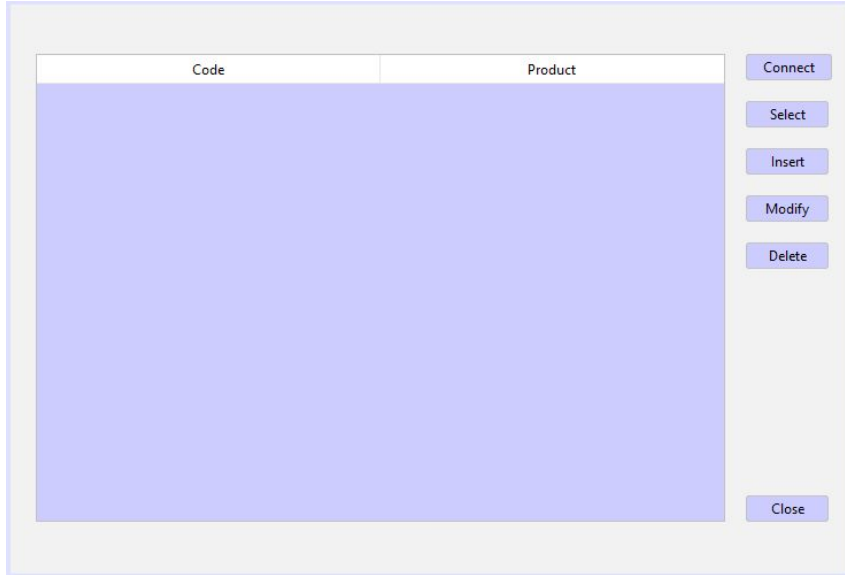 Code Product Connect
Select
Insert
Modify
Delete
Close